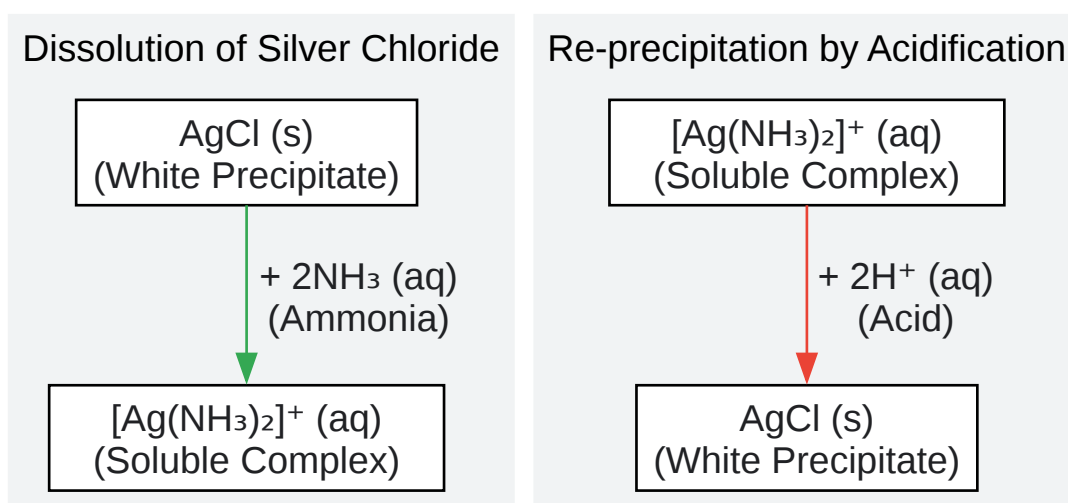 Dissolution of Silver Chloride
AgCl (s)
(White Precipitate)
+ 2NH₃ (aq)
(Ammonia)
[Ag(NH₃)₂]⁺ (aq)
(Soluble Complex)
Re-precipitation by Acidification
[Ag(NH₃)₂]⁺ (aq)
(Soluble Complex)
+ 2H⁺ (aq)
(Acid)
AgCl (s)
(White Precipitate)